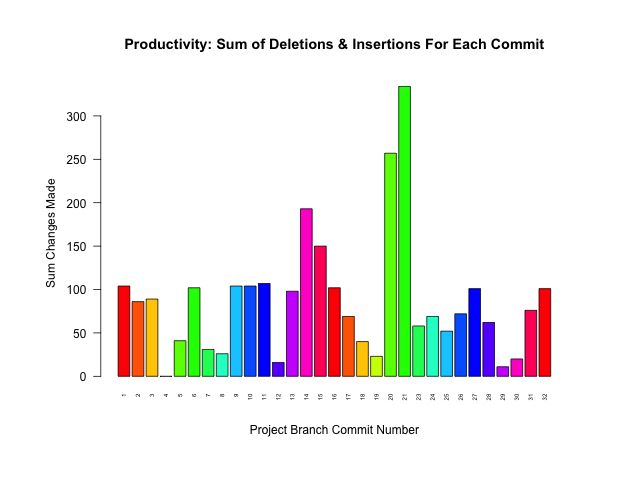 Productivity: Sum of Deletions & Insertions For Each Commit
Sum Changes Made
300
250
200
150
100
50
0
1 2 3 4 5 6 7 8 9 10 11 12 13 14 15 16 17 18 19 20 21 23 24 25 26 27 28 29 30 31 32
Project Branch Commit Number